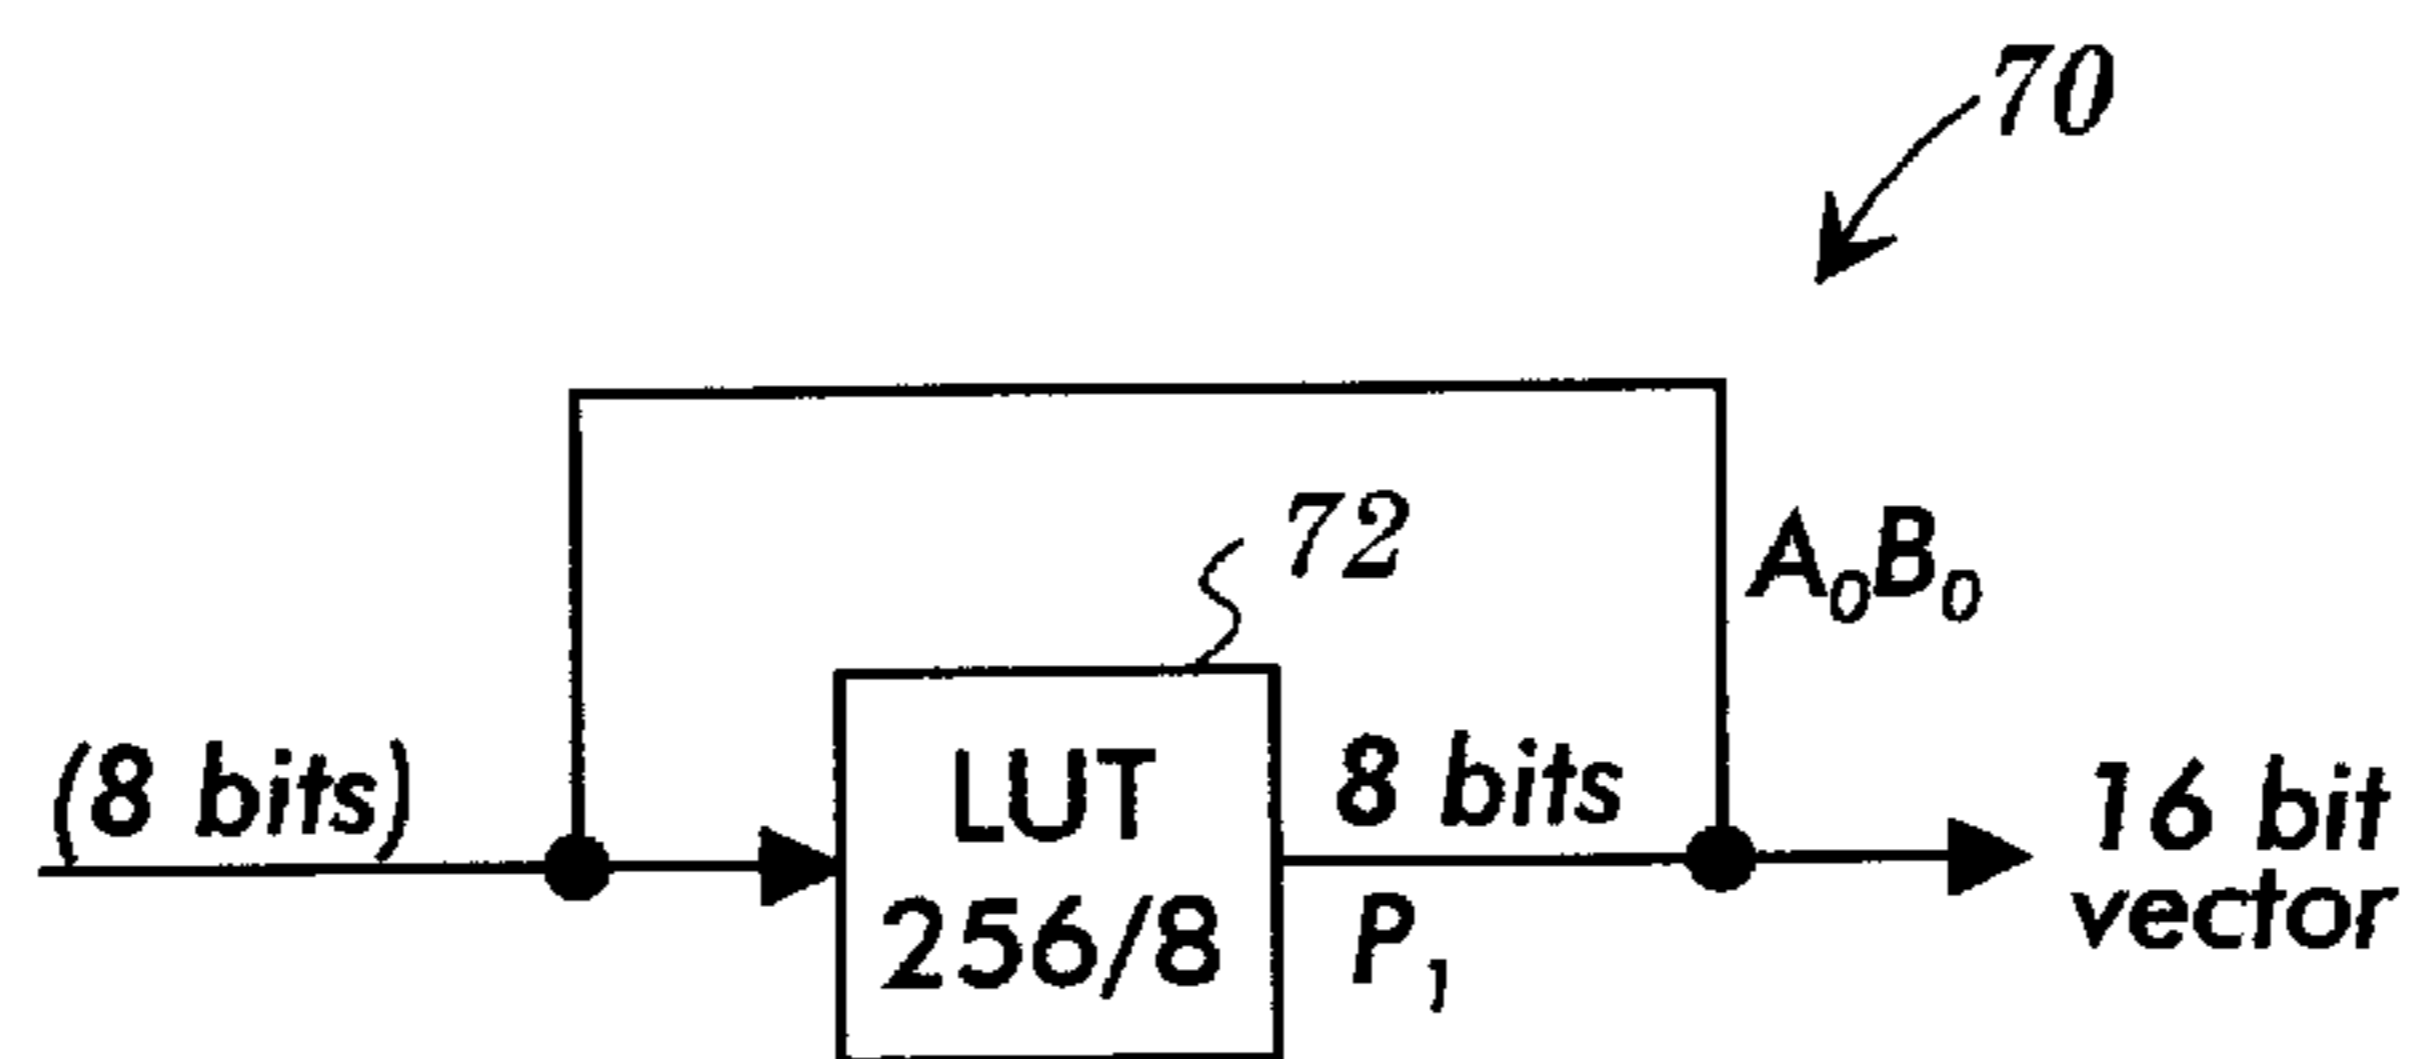 70
72
A₀B₀
(8 bits)
LUT
256/8
8 bits
P₁
16 bit
vector